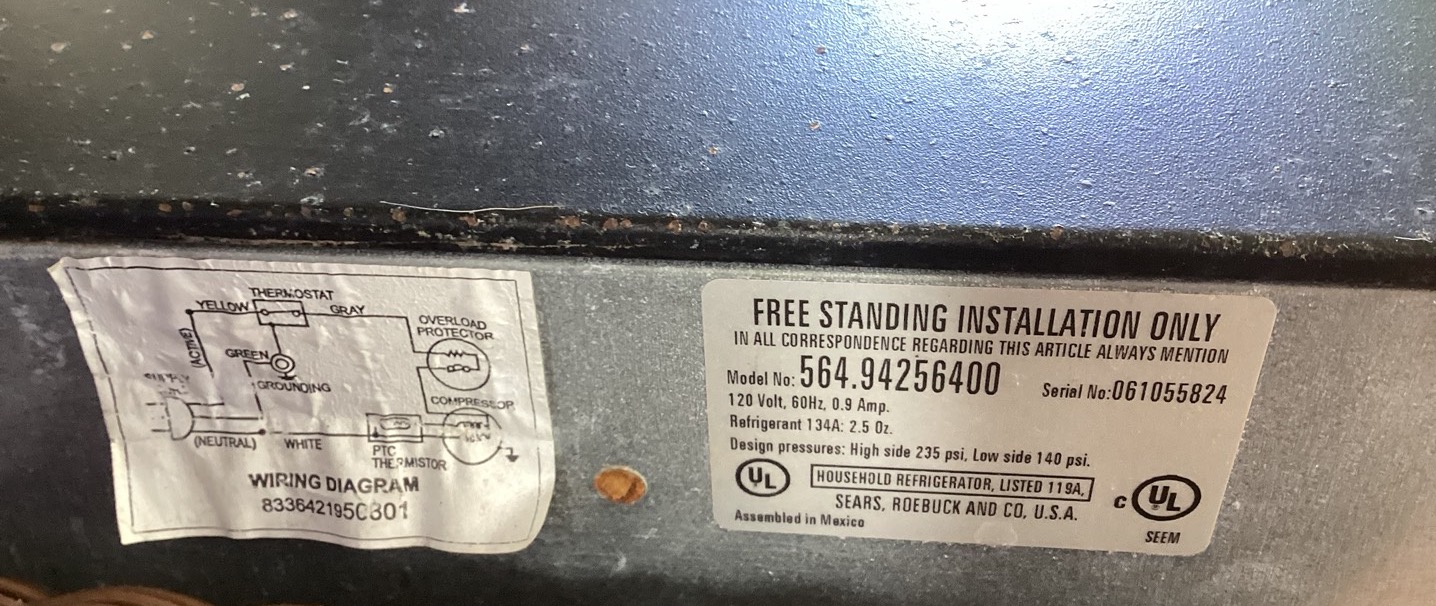 THERMOSTAT
YELLOW
GRAY
OVERLOAD
PROTECTOR
(ACTIVE)
GREEN
GROUNDING
COMPRESSOR
(NEUTRAL)
WHITE
PTC
THERMISTOR
WIRING DIAGRAM
FREE STANDING INSTALLATION ONLY
IN ALL CORRESPONDENCE REGARDING THIS ARTICLE ALWAYS MENTION
Model No: 564.94256400 Serial No:061055824
120 Volt, 60Hz, 0.9 Amp.
Refrigerant 134A: 2.5 Oz.
Design pressures: High side 235 psi, Low side 140 psi.
UL HOUSEHOLD REFRIGERATOR, LISTED 119A, C UL
SEARS, ROEBUCK AND CO, U.S.A.
Assembled in Mexico
SEEM